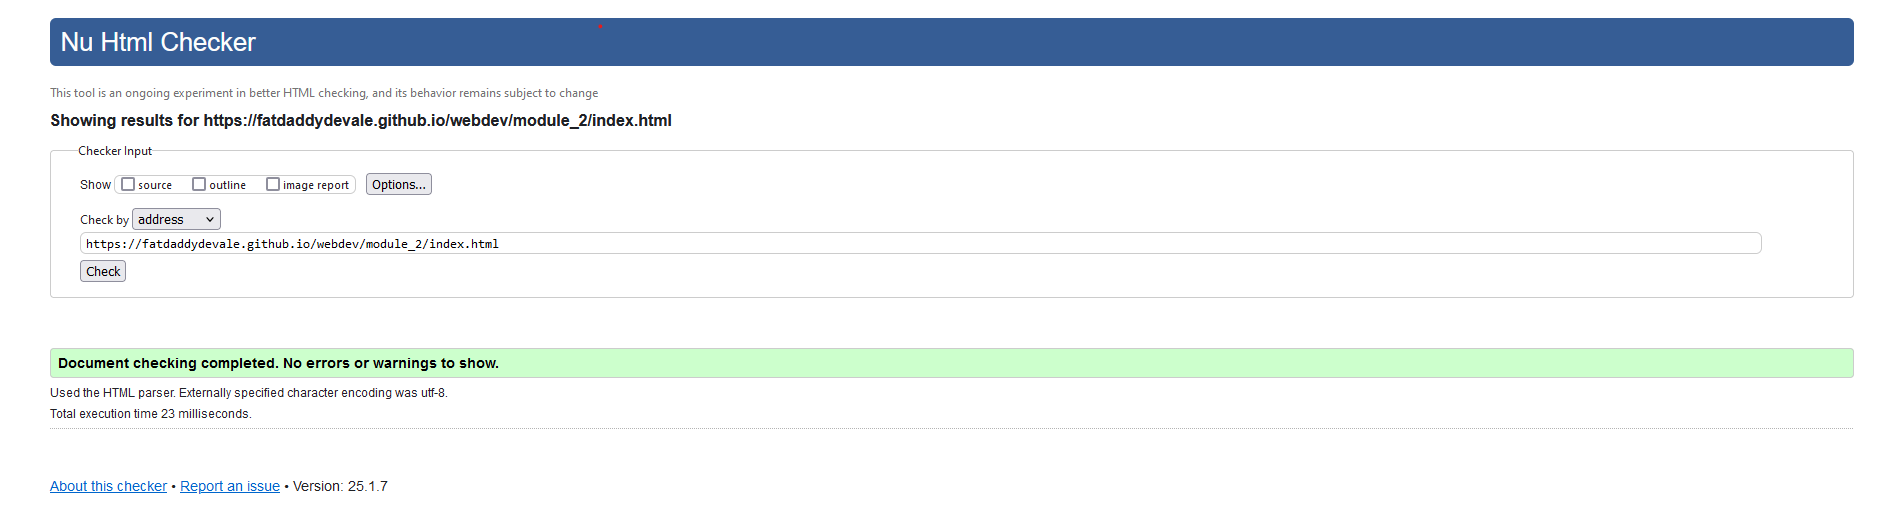 Nu Html Checker
This tool is an ongoing experiment in better HTML checking, and its behavior remains subject to change
Showing results for https://fatdaddydevale.github.io/webdev/module_2/index.html
Checker Input
Show source outline image report Options...
Check by address
https://fatdaddydevale.github.io/webdev/module_2/index.html
Check
Document checking completed. No errors or warnings to show.
Used the HTML parser. Externally specified character encoding was utf-8.
Total execution time 23 milliseconds.
About this checker • Report an issue • Version: 25.1.7